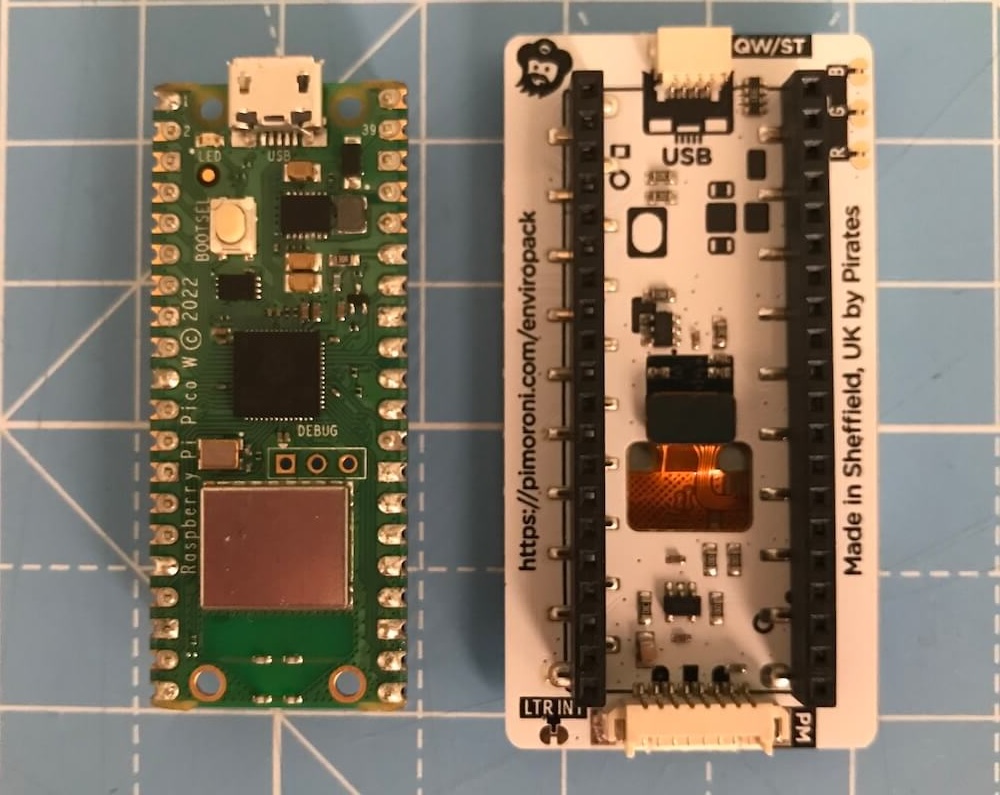 2
39
LED
USB
BOOTSEL
Raspberry Pi Pico W © 2022
DEBUG
QW/ST
B
G
R
USB
https://pimoroni.com/enviropack
Made in Sheffield, UK by Pirates
LTR INT
PM